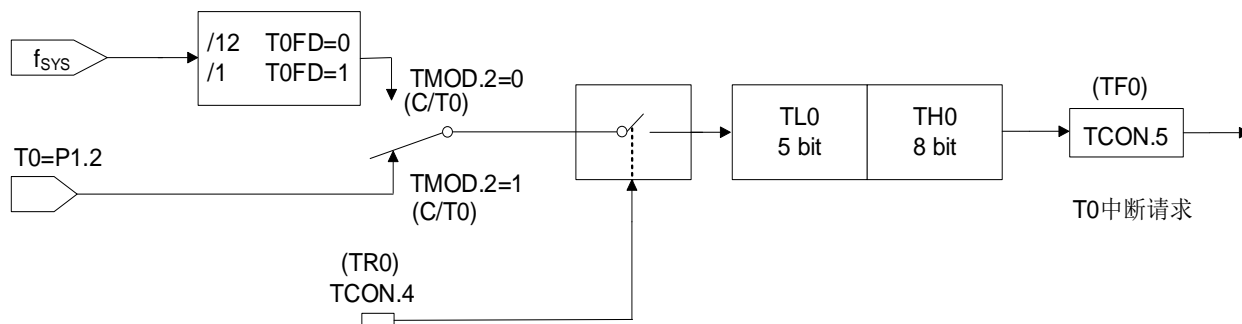 fSYS
/12 T0FD=0
/1 T0FD=1
TMOD.2=0
(C/T0)
T0=P1.2
TMOD.2=1
(C/T0)
(TR0)
TCON.4
TL0
5 bit
TH0
8 bit
(TF0)
TCON.5
T0中断请求